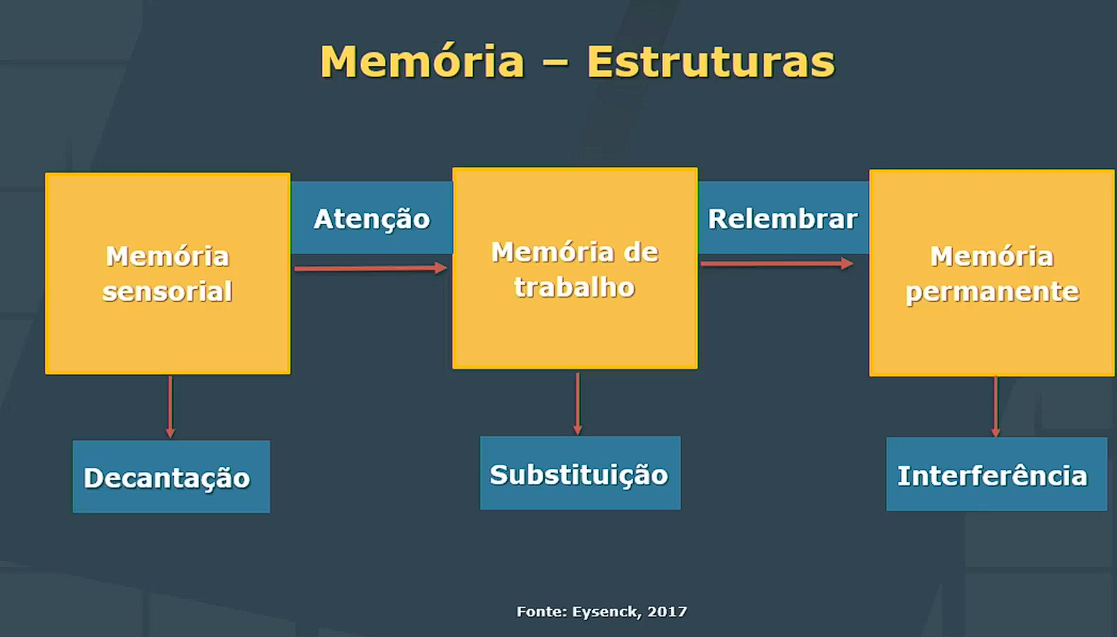 Memória – Estruturas
Memória
sensorial
Atenção
Memória de
trabalho
Relembrar
Memória
permanente
Decantação
Substituição
Interferência
Fonte: Eysenck, 2017